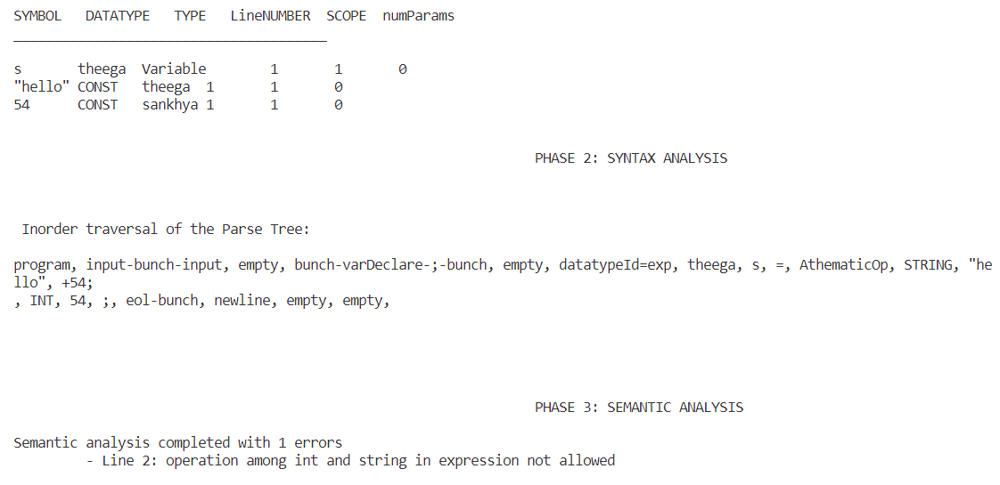 SYMBOL DATATYPE TYPE LineNUMBER SCOPE numParams
_______________________________________
s theega Variable 1 1 0
"hello" CONST theega 1 1 0
54 CONST sankhya 1 1 0
PHASE 2: SYNTAX ANALYSIS
Inorder traversal of the Parse Tree:
program, input-bunch-input, empty, bunch-varDeclare-;-bunch, empty, datatypeId=exp, theega, s, =, AthematicOp, STRING, "he
llo", +54;
, INT, 54, ;, eol-bunch, newline, empty, empty,
PHASE 3: SEMANTIC ANALYSIS
Semantic analysis completed with 1 errors
- Line 2: operation among int and string in expression not allowed